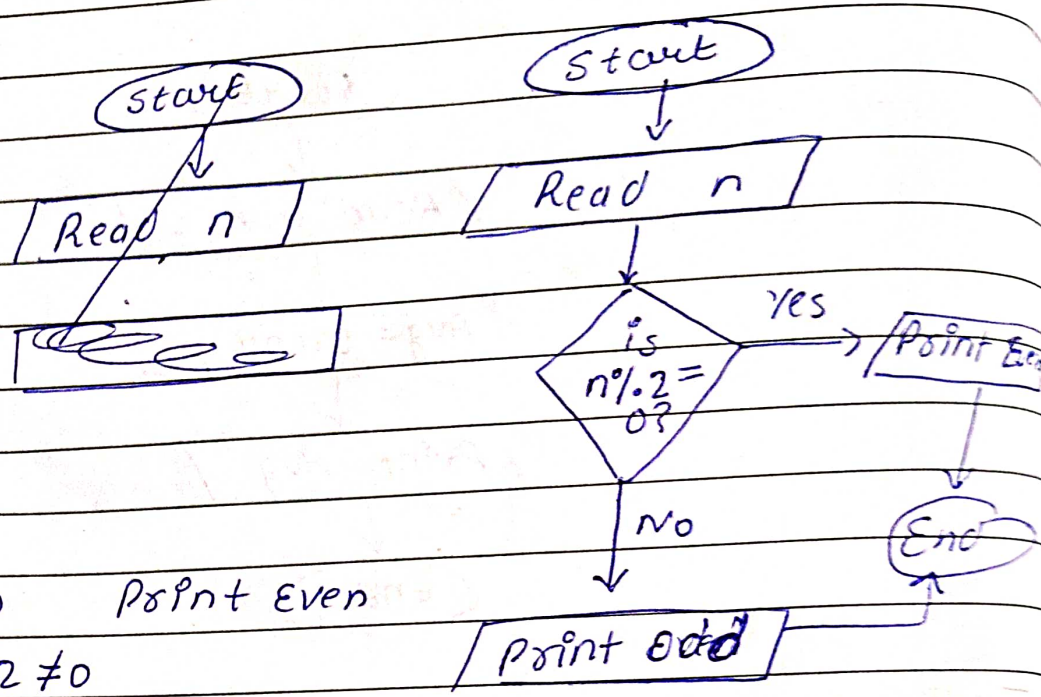 Start
Read n
Start
Read n
is
n%2=
0?
Yes
Print
No
End
Print Even
2 ≠ 0
Print Odd